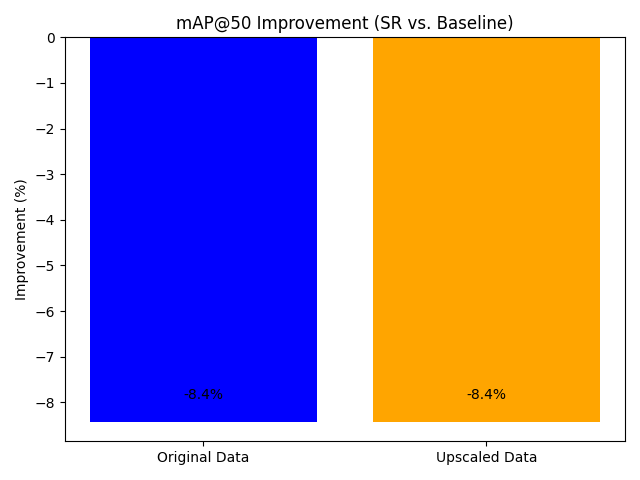 mAP@50 Improvement (SR vs. Baseline)
Improvement (%)
0
−1
−2
−3
−4
−5
−6
−7
−8
-8.4%
-8.4%
Original Data
Upscaled Data